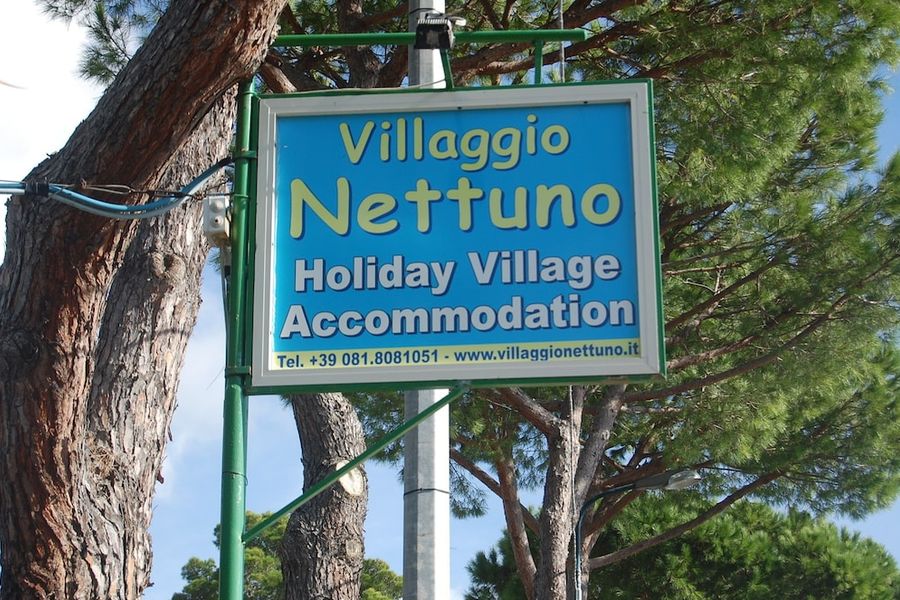 Villaggio
Nettuno
Holiday Village
Accommodation
Tel. +39 081.8081051 - www.villaggionettuno.it